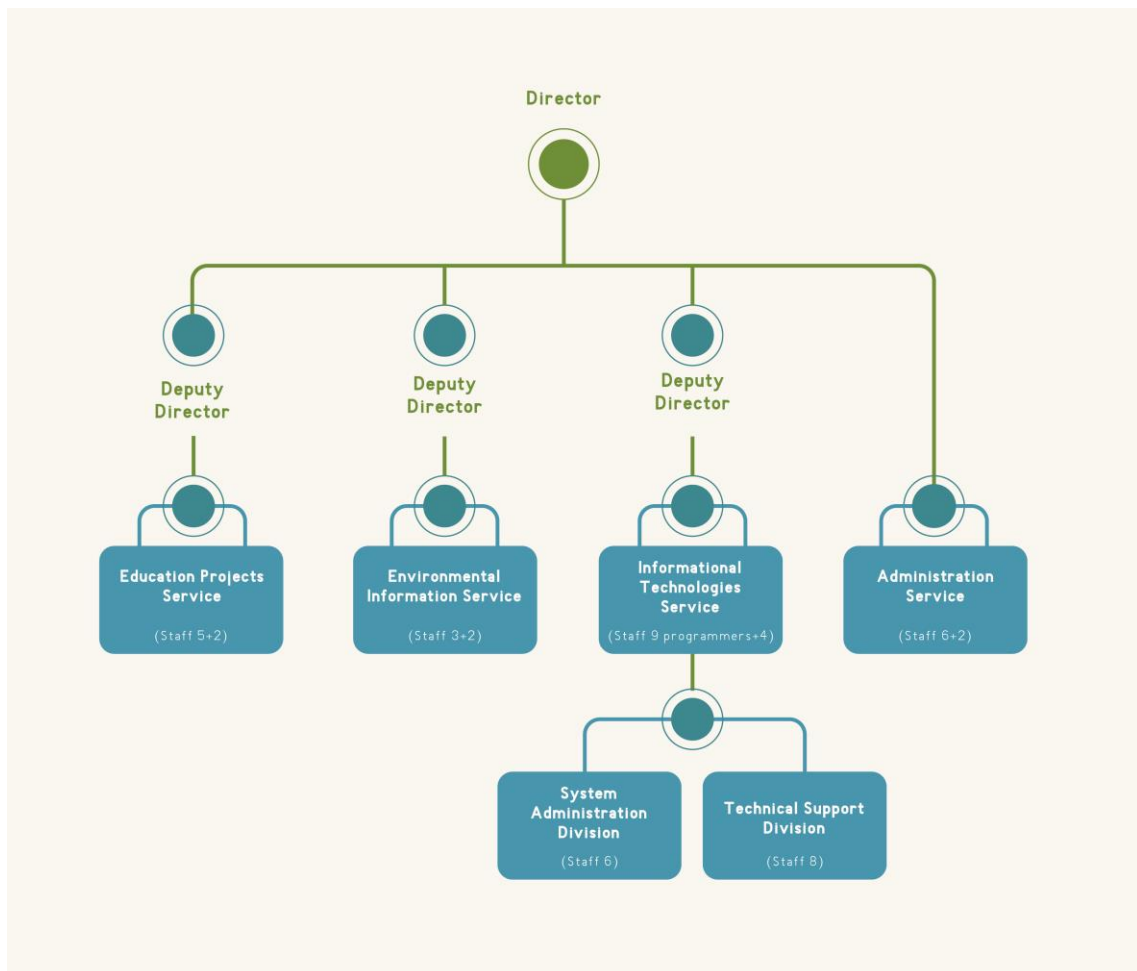 Director
Deputy
Director
Deputy
Director
Deputy
Director
Education Projects
Service
(Staff 5+2)
Environmental
Information Service
(Staff 3+2)
Informational
Technologies
Service
(Staff 9 programmers+4)
Administration
Service
(Staff 6+2)
System
Administration
Division
(Staff 6)
Technical Support
Division
(Staff 8)